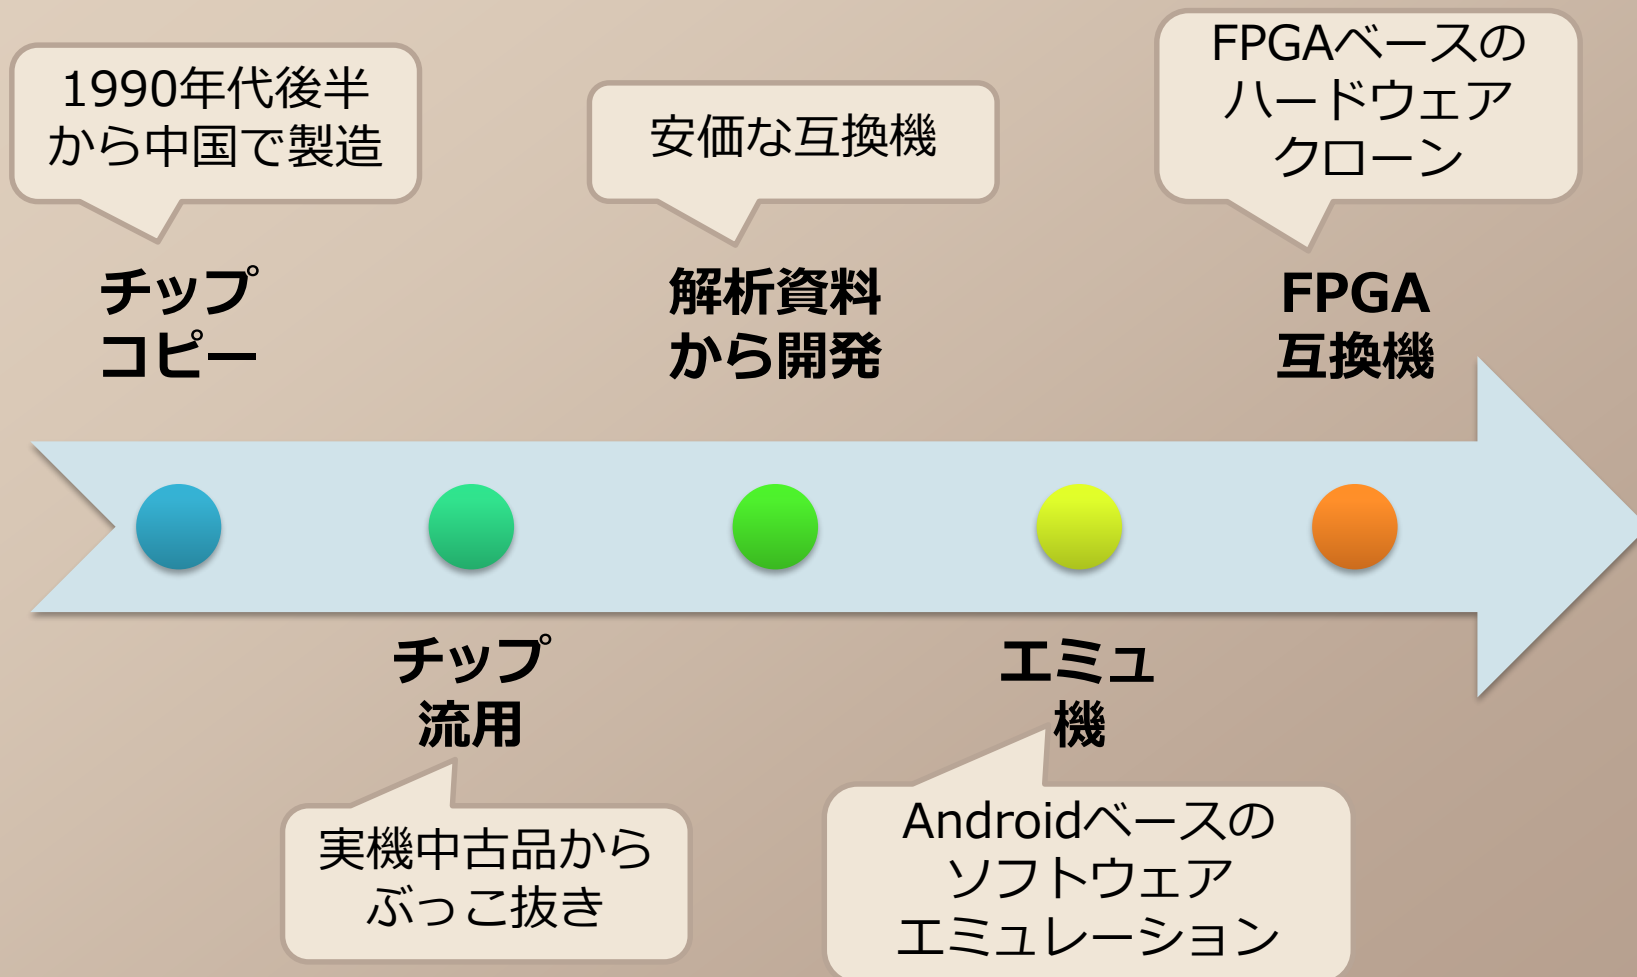 1990年代後半
から中国で製造
チップ
コピー
チップ
流用
実機中古品から
ぶっこ抜き
安価な互換機
解析資料
から開発
エミュ
機
Androidベースの
ソフトウェア
エミュレーション
FPGAベースの
ハードウェア
クローン
FPGA
互換機